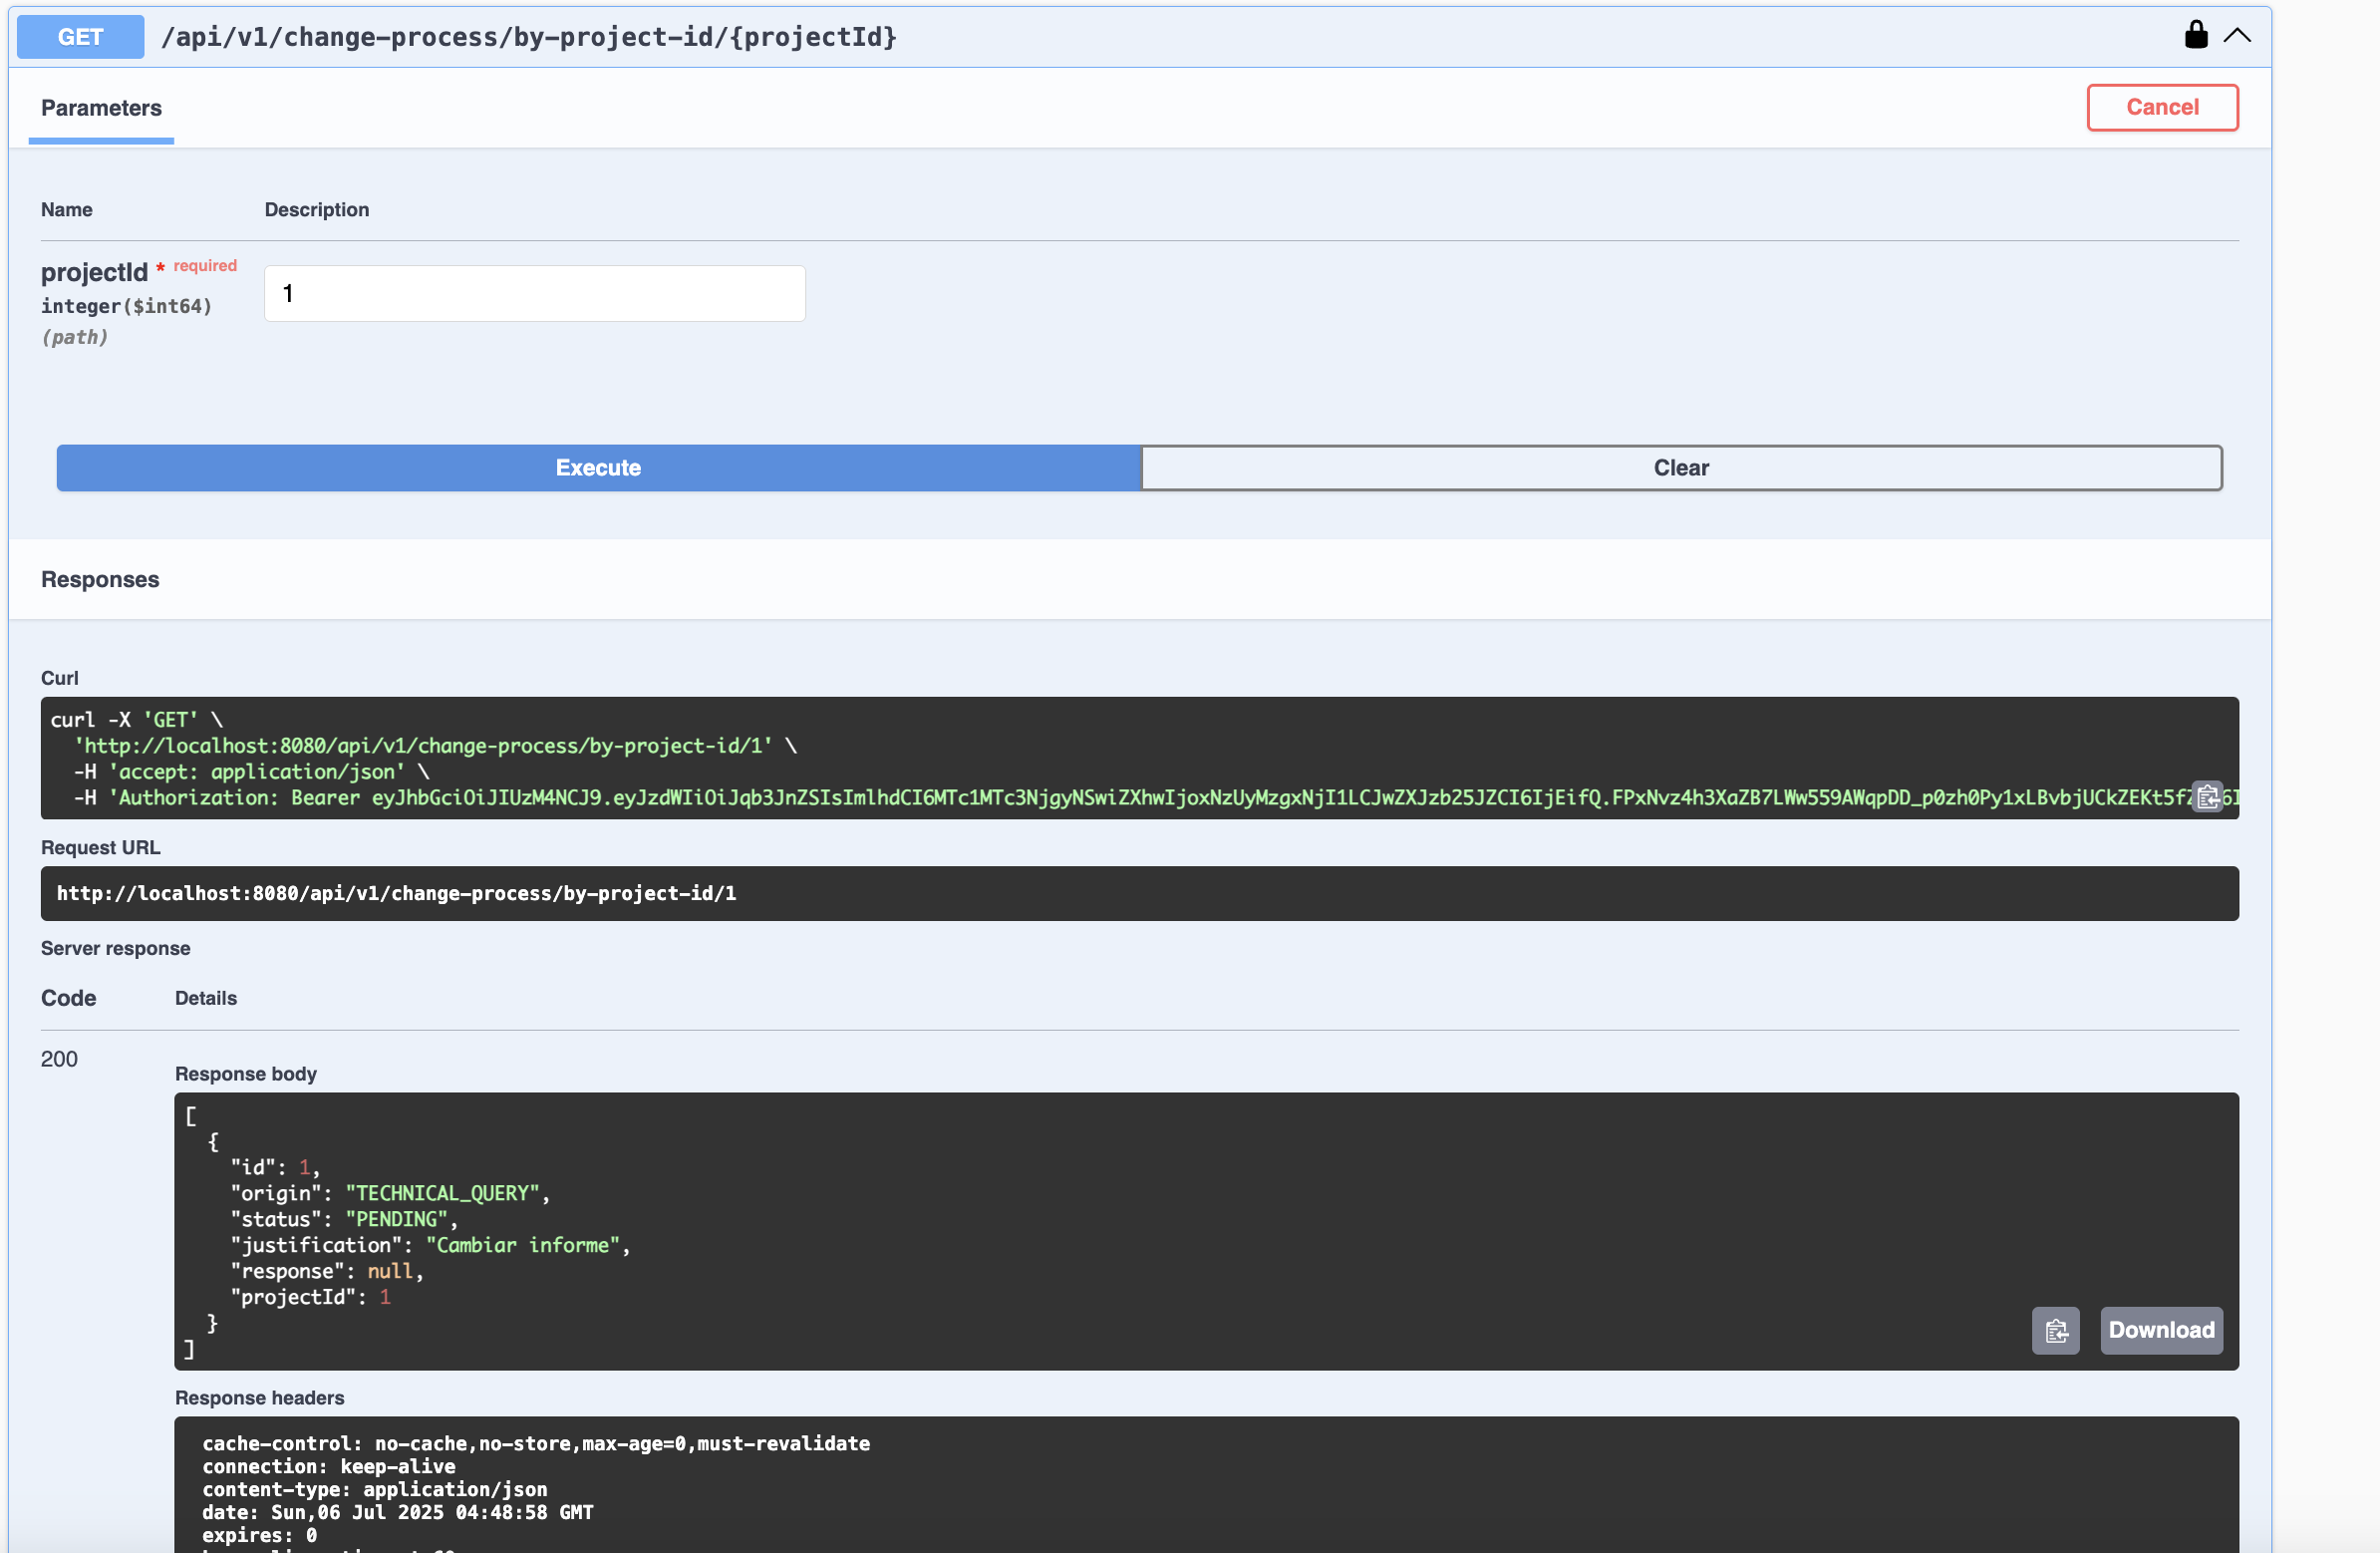 GET /api/v1/change-process/by-project-id/{projectId}
Parameters
Cancel
Name Description
projectId * required
integer($int64)
(path)
1
Execute Clear
Responses
Curl
curl -X 'GET' \
'http://localhost:8080/api/v1/change-process/by-project-id/1' \
-H 'accept: application/json' \
-H 'Authorization: Bearer
Request URL
http://localhost:8080/api/v1/change-process/by-project-id/1
Server response
Code Details
200
Response body
[
{
"id": 1,
"origin": "TECHNICAL_QUERY",
"status": "PENDING",
"justification": "Cambiar informe",
"response": null,
"projectId": 1
}
]
Download
Response headers
cache-control: no-cache,no-store,max-age=0,must-revalidate
connection: keep-alive
content-type: application/json
date: Sun,06 Jul 2025 04:48:58 GMT
expires: 0